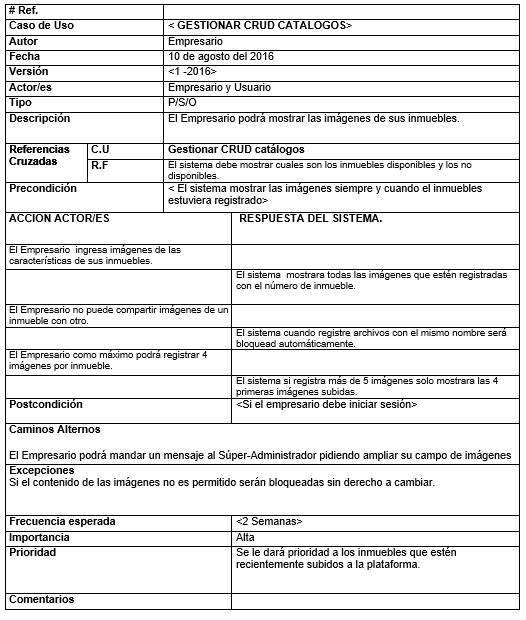 # Ref.
Caso de Uso < GESTIONAR CRUD CATALOGOS>
Autor Empresario
Fecha 10 de agosto del 2016
Versión <1 -2016>
Actor/es Empresario y Usuario
Tipo P/S/O
Descripción El Empresario podrá mostrar las imágenes de sus inmuebles.
Referencias Cruzadas C.U Gestionar CRUD catálogos
R.F El sistema debe mostrar cuales son los inmuebles disponibles y los no
disponibles.
Precondición < El sistema mostrar las imágenes siempre y cuando el inmuebles
estuviera registrado>
ACCION ACTOR/ES RESPUESTA DEL SISTEMA.
El Empresario ingresa imágenes de las
características de sus inmuebles.
El sistema mostrara todas las imágenes que estén registradas
con el número de inmueble.
El Empresario no puede compartir imágenes de un
inmueble con otro.
El sistema cuando registre archivos con el mismo nombre será
bloquead automáticamente.
El Empresario como máximo podrá registrar 4
imágenes por inmueble.
El sistema si registra más de 5 imágenes solo mostrara las 4
primeras imágenes subidas.
Postcondición <Si el empresario debe iniciar sesión>
Caminos Alternos
El Empresario podrá mandar un mensaje al Súper-Administrador pidiendo ampliar su campo de imágenes
Excepciones
Si el contenido de las imágenes no es permitido serán bloqueadas sin derecho a cambiar.
Frecuencia esperada <2 Semanas>
Importancia Alta
Prioridad Se le dará prioridad a los inmuebles que estén
recientemente subidos a la plataforma.
Comentarios